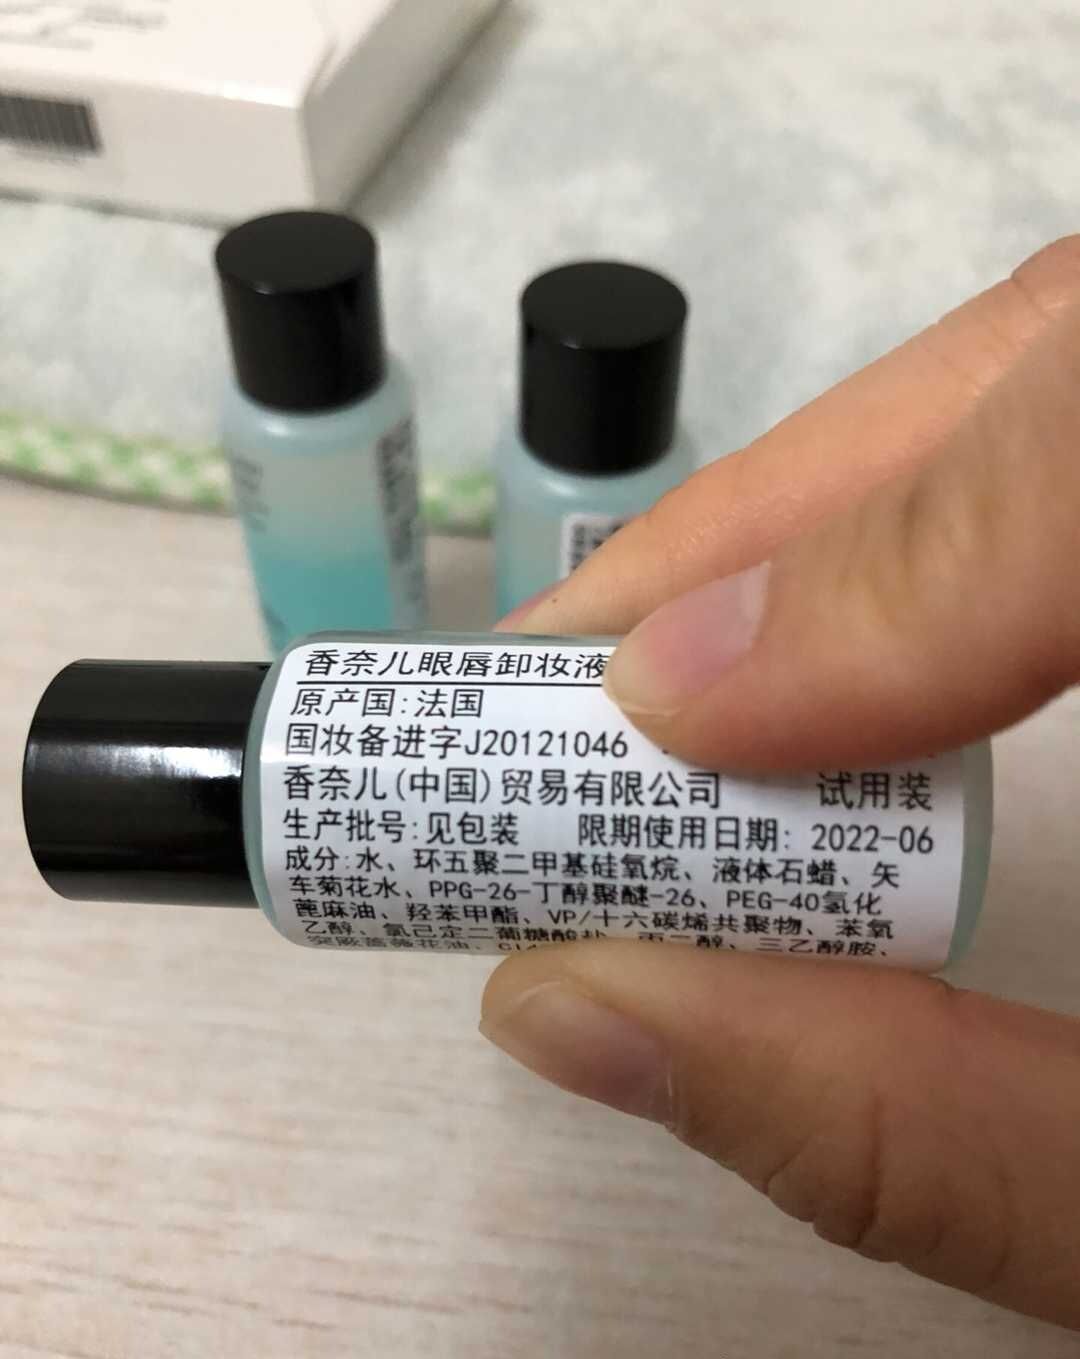 香奈儿眼唇卸妆液
原产国:法国
国妆备进字J20121046
香奈儿(中国)贸易有限公司 试用装
生产批号:见包装 限期使用日期: 2022-06
成分:水、环五聚二甲基硅氧烷、液体石蜡、矢
车菊花水、PPG-26-丁醇聚醚-26、PEG-40氢化
蓖麻油、羟苯甲酯、VP/十六碳烯共聚物、苯氧
乙醇、氯己定二葡糖酸盐、丙二醇、三乙醇胺、
突厥蔷薇花油、